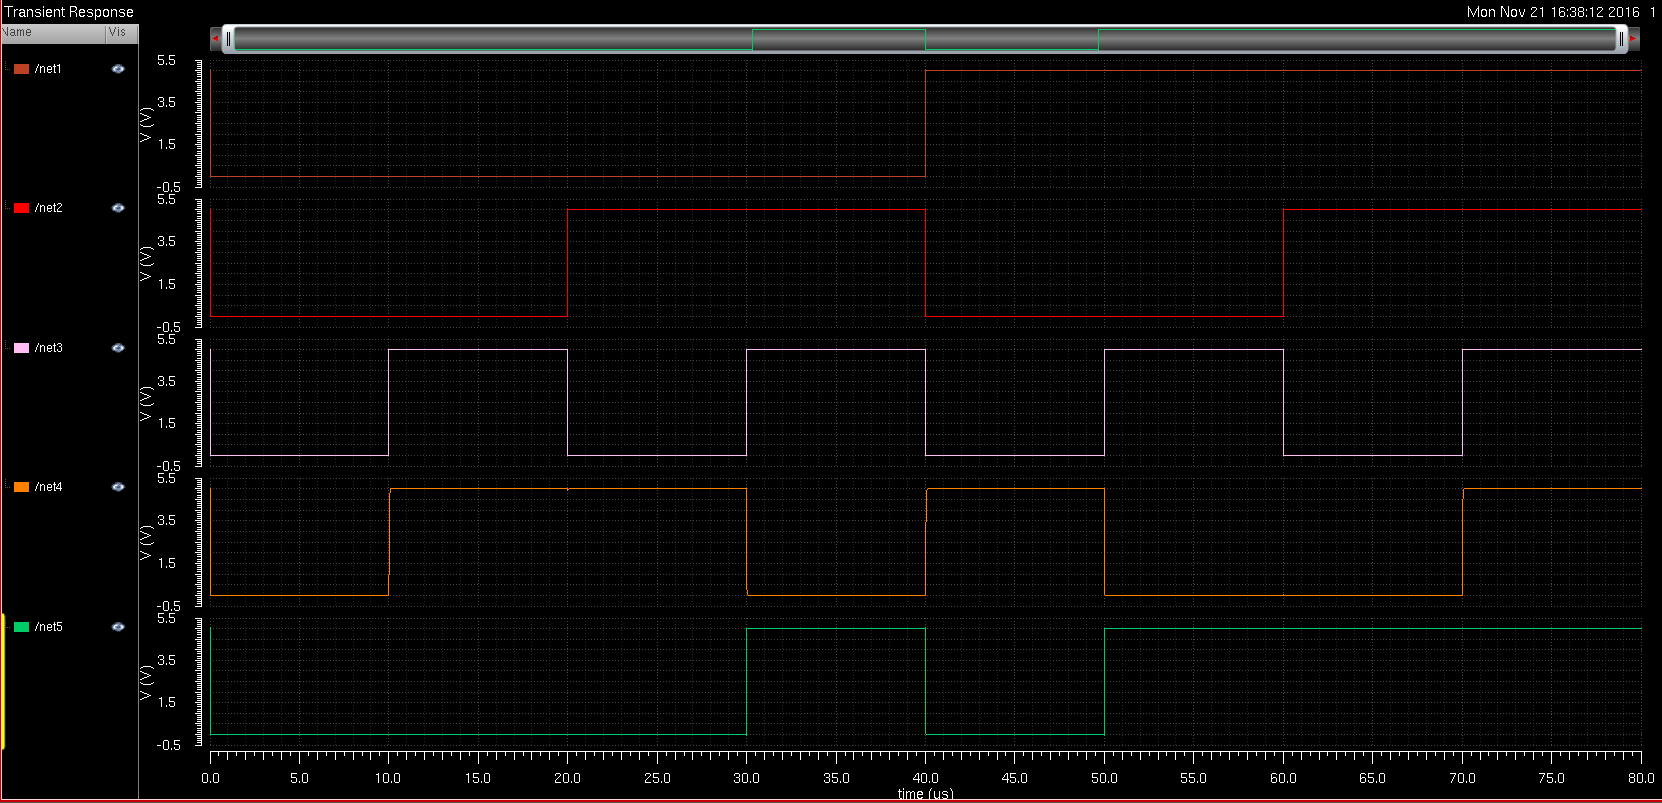 Transient Response Mon Nov 21 16:38:12 2016 1
Name Vis
/net1
5.5
3.5
1.5
-0.5
V (V)
/net2
5.5
3.5
1.5
-0.5
V (V)
/net3
5.5
3.5
1.5
-0.5
V (V)
/net4
5.5
3.5
1.5
-0.5
V (V)
/net5
5.5
3.5
1.5
-0.5
V (V)
0.0 5.0 10.0 15.0 20.0 25.0 30.0 35.0 40.0 45.0 50.0 55.0 60.0 65.0 70.0 75.0 80.0
time (us)